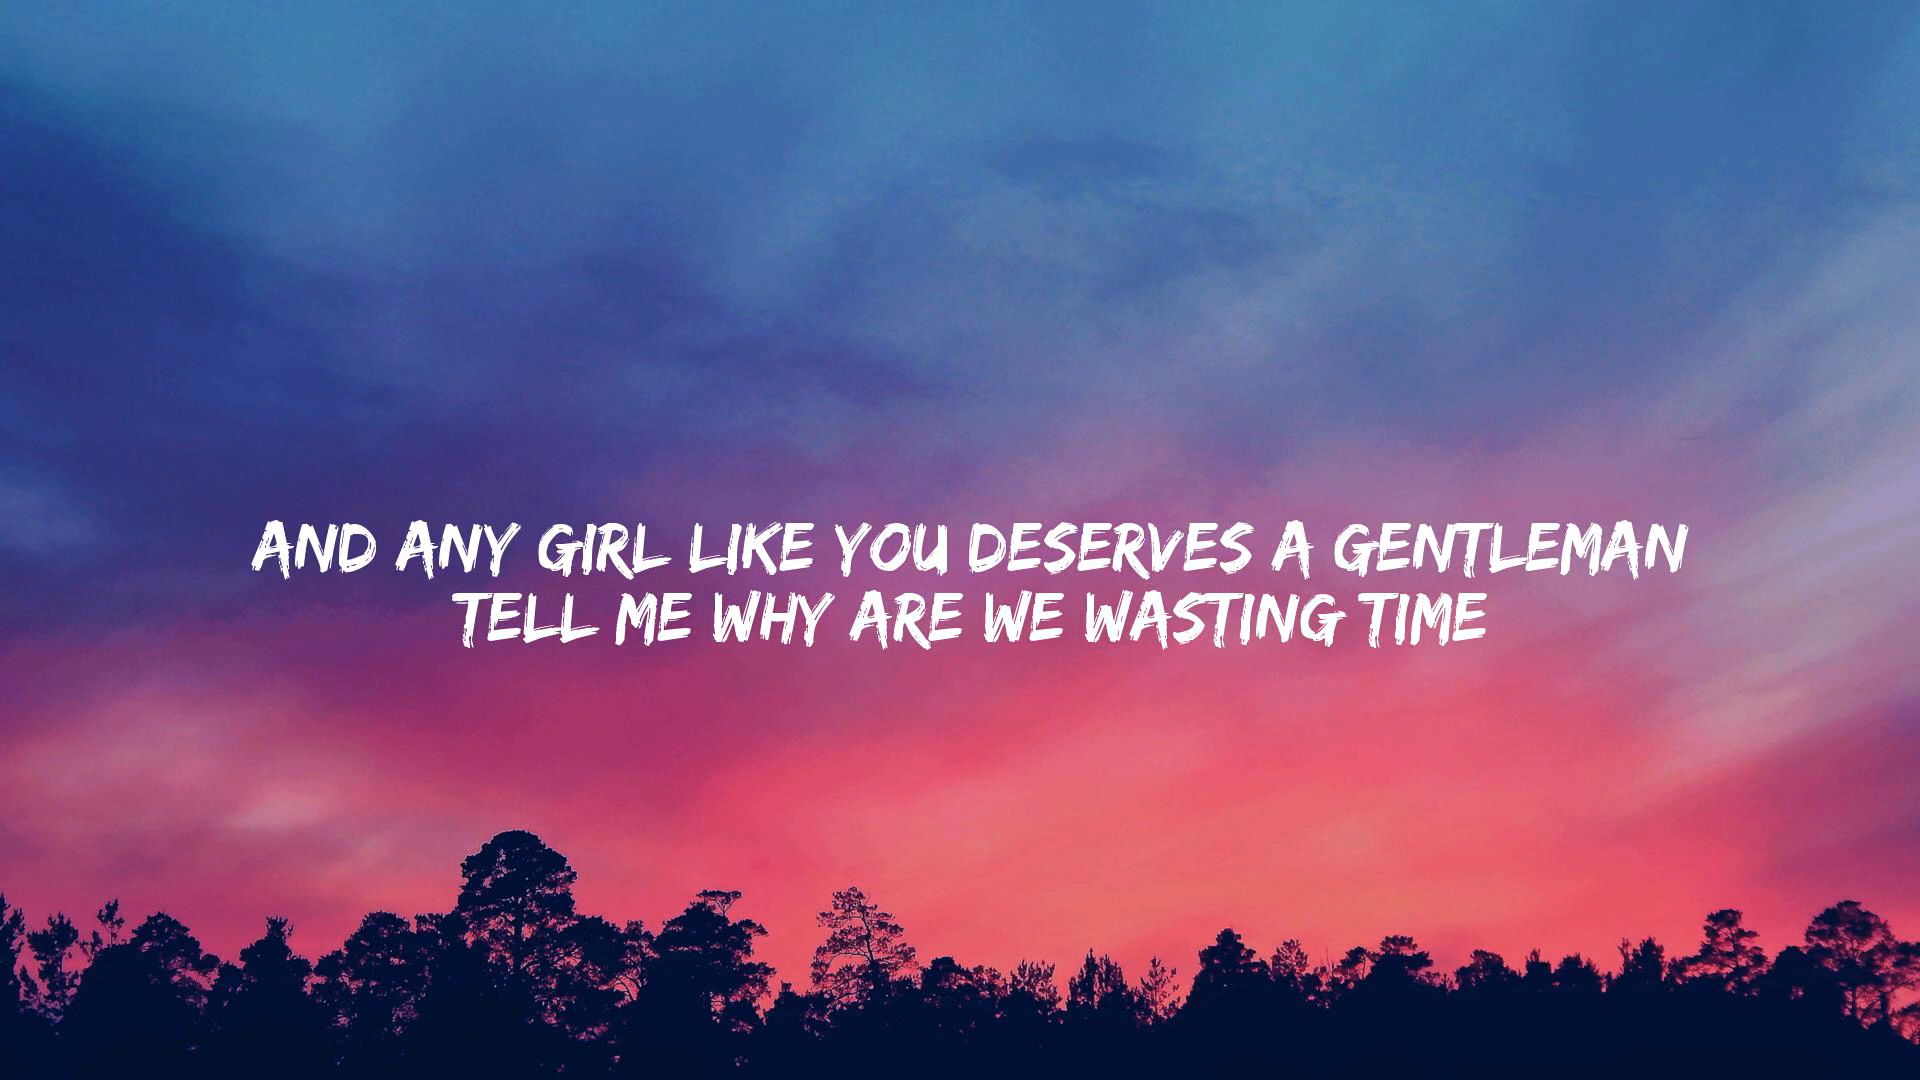 AND ANY GIRL LIKE YOU DESERVES A GENTLEMAN
TELL ME WHY ARE WE WASTING TIME